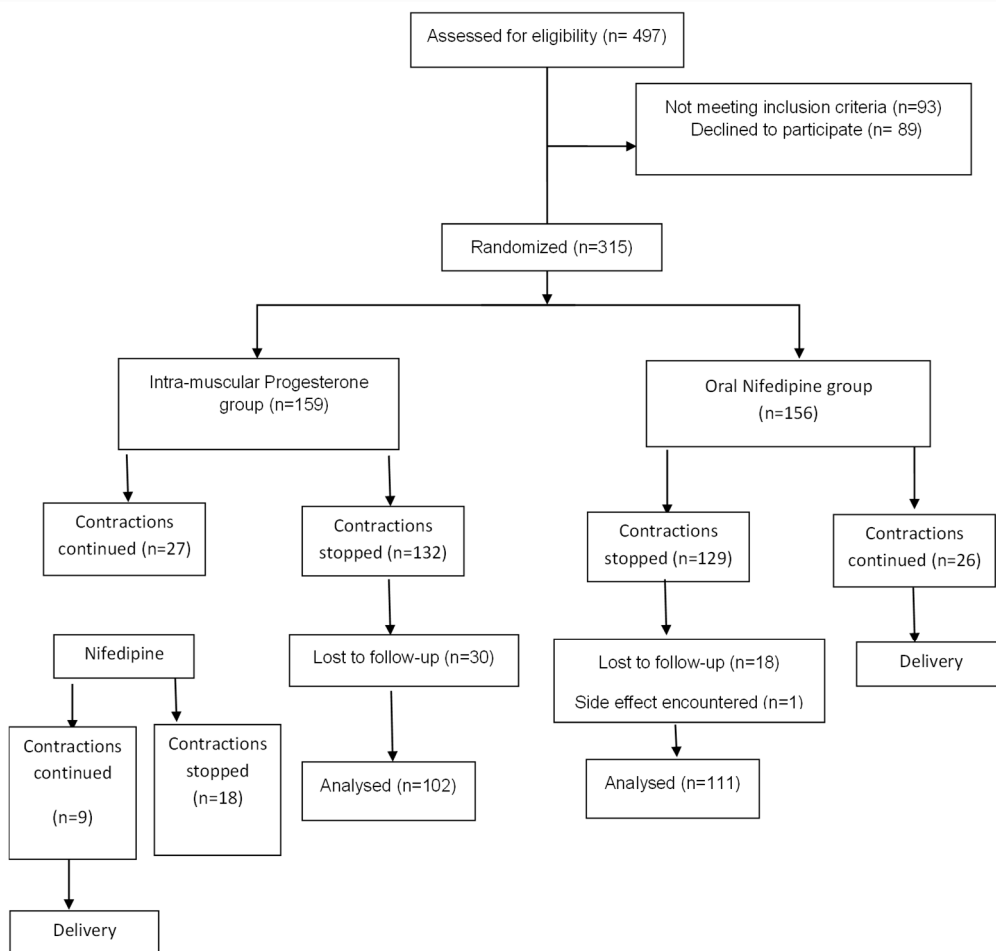 Assessed for eligibility (n= 497)
Not meeting inclusion criteria (n=93)
Declined to participate (n= 89)
Randomized (n=315)
Intra-muscular Progesterone
group (n=159)
Oral Nifedipine group
(n=156)
Contractions
continued (n=27)
Contractions
stopped (n=132)
Contractions
stopped (n=129)
Contractions
continued (n=26)
Nifedipine
Lost to follow-up (n=30)
Lost to follow-up (n=18)
Side effect encountered (n=1)
Delivery
Contractions
continued
(n=9)
Contractions
stopped
(n=18)
Analysed (n=102)
Analysed (n=111)
Delivery